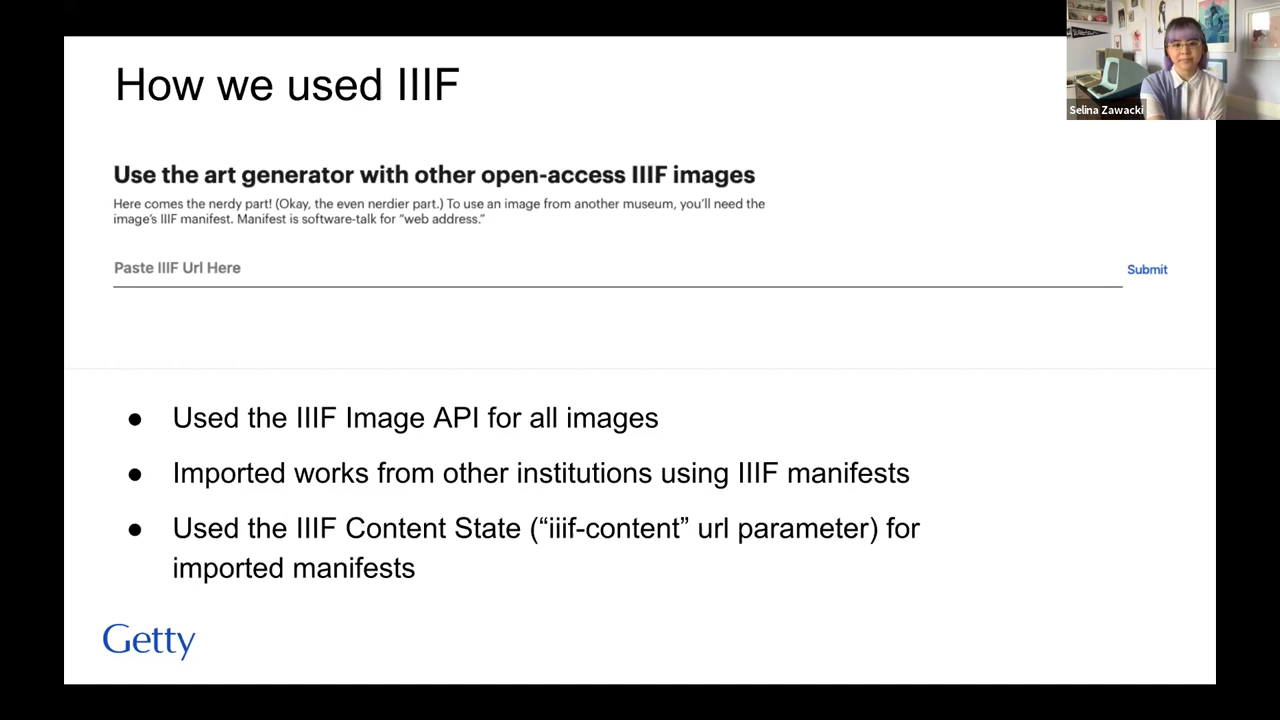 How we used IIIF
Selina Zawacki
Use the art generator with other open-access IIIF images
Here comes the nerdy part! (Okay, the even nerdier part.) To use an image from another museum, you'll need the
image's IIIF manifest. Manifest is software-talk for "web address."
Paste IIIF Url Here
Submit
● Used the IIIF Image API for all images
● Imported works from other institutions using IIIF manifests
● Used the IIIF Content State (“iiif-content” url parameter) for
imported manifests
Getty